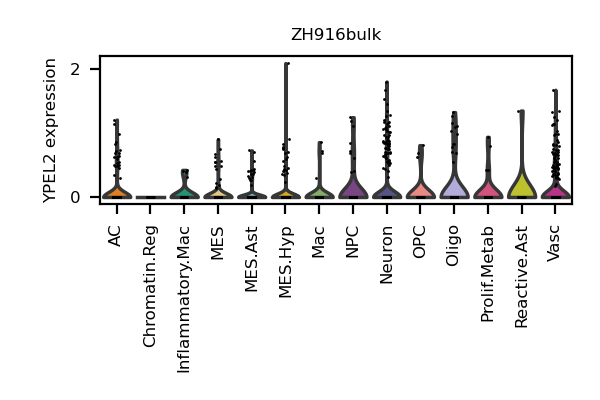 ZH916bulk
YPEL2 expression
2
0
AC
Chromatin.Reg
Inflammatory.Mac
MES
MES.Ast
MES.Hyp
Mac
NPC
Neuron
OPC
Oligo
Prolif.Metab
Reactive.Ast
Vasc